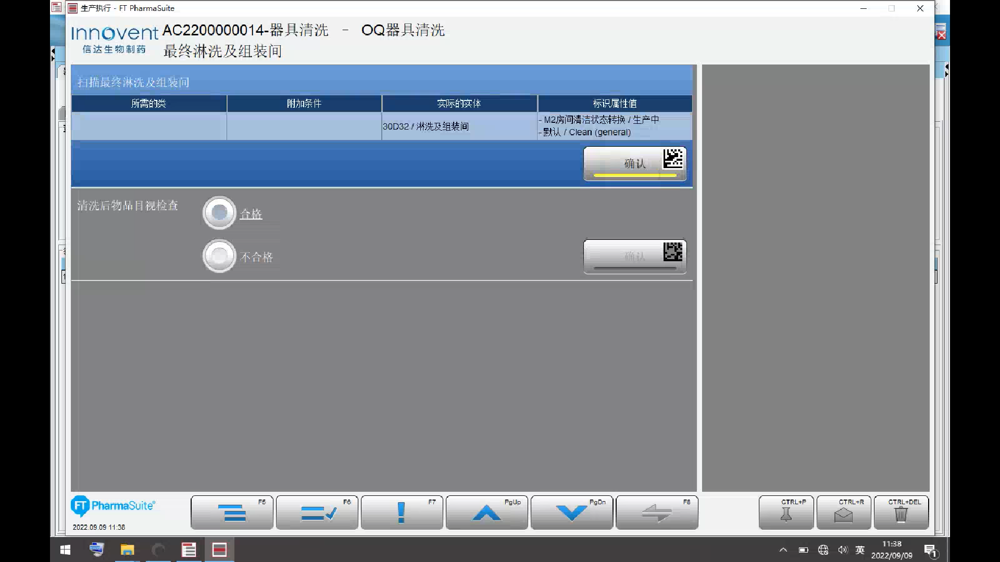 生产执行 - FT PharmaSuite
Innovent
信达生物制药
AC2200000014-器具清洗 - OQ器具清洗
最终淋洗及组装间
扫描最终淋洗及组装间
所需的类 附加条件 实际的实体 标识属性值
30D32 / 淋洗及组装间
- M2房间清洁状态转换 / 生产中
- 默认 / Clean (general)
确认
清洗后物品目视检查
合格
不合格
确认
FT PharmaSuite®
2022.09.09 11:38
F5 F6 F7 PgUp PgDn F8 CTRL+P CTRL+R CTRL+DEL
英
11:38
2022/09/09
1